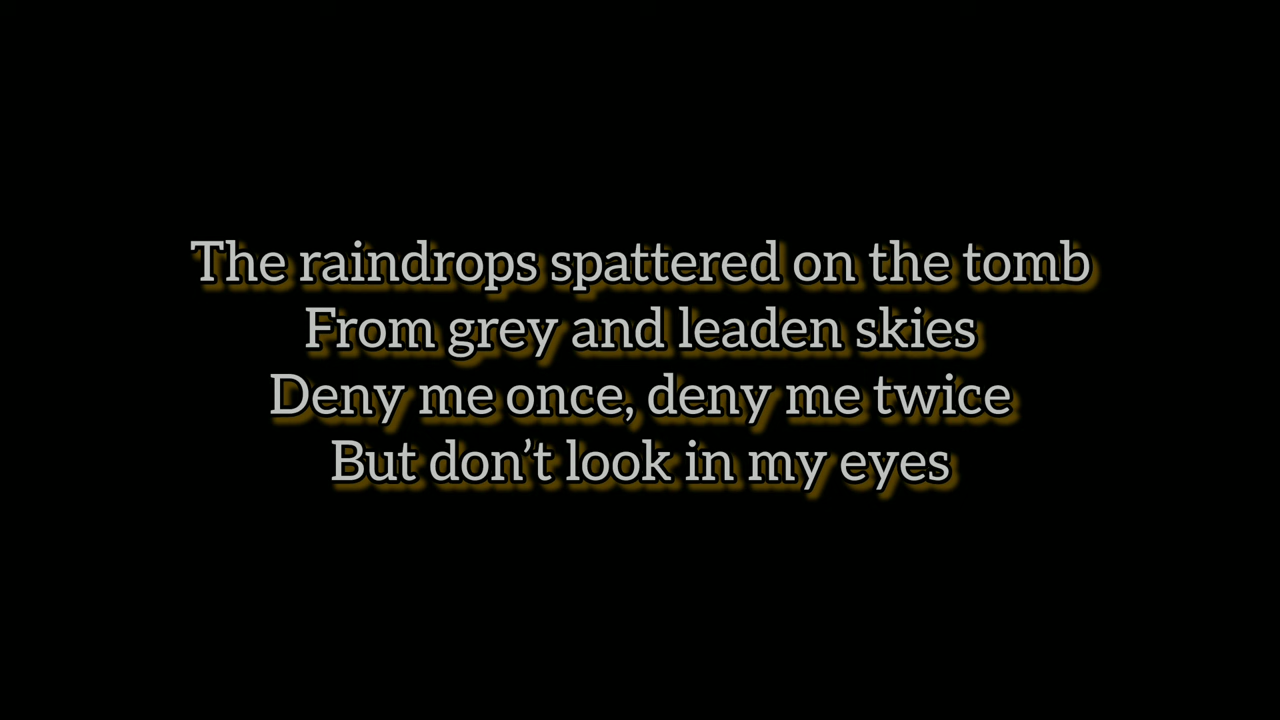 The raindrops spattered on the tomb
From grey and leaden skies
Deny me once, deny me twice
But don’t look in my eyes